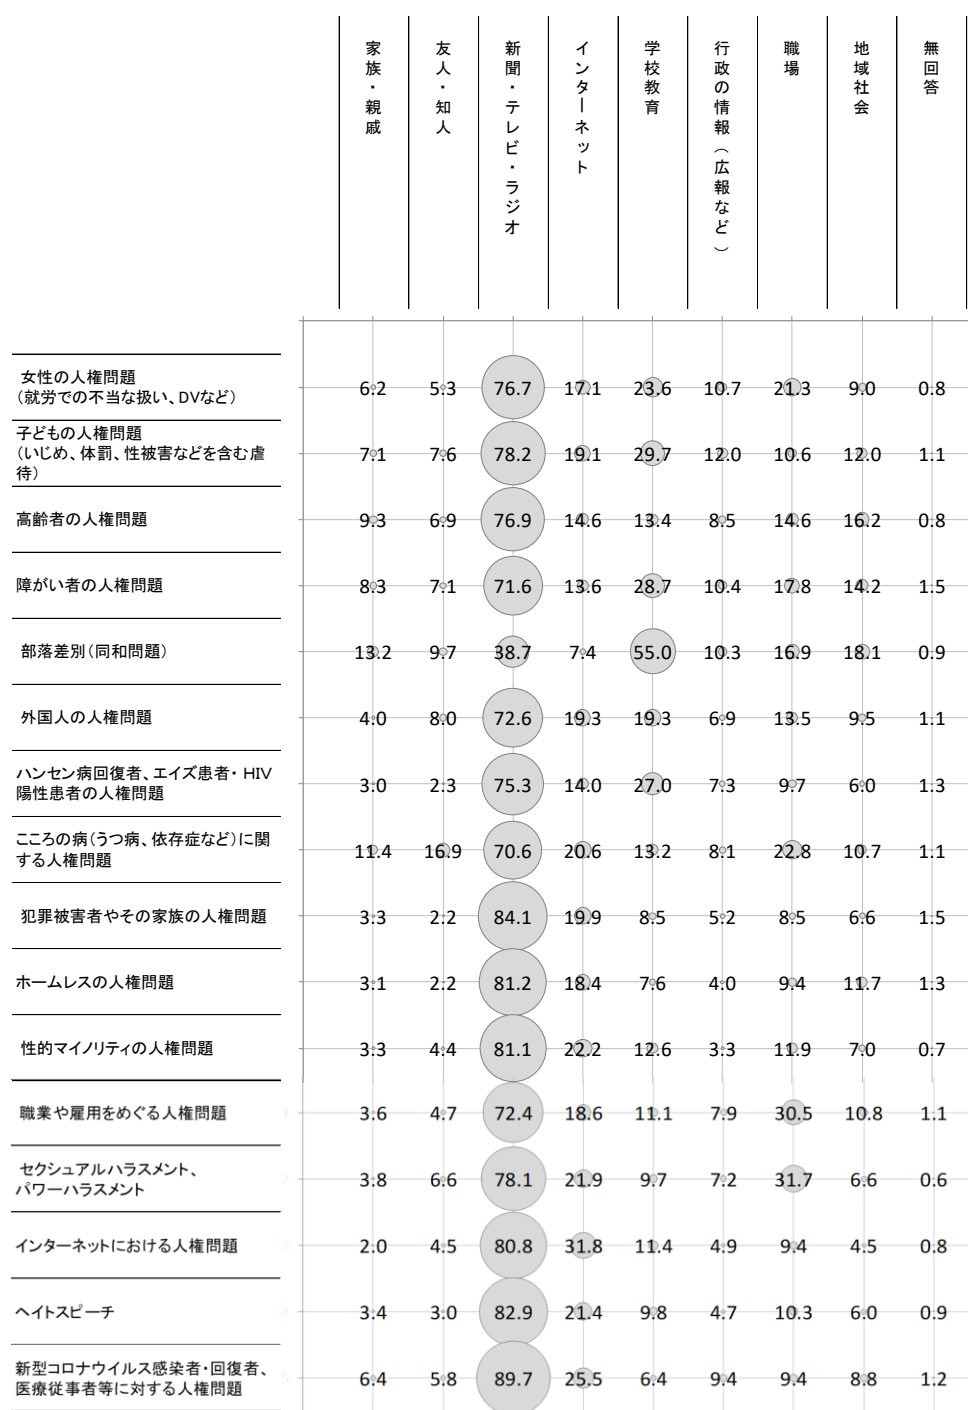 家族・親戚
友人・知人
新聞・テレビ・ラジオ
インターネット
学校教育
行政の情報（広報など）
職場
地域社会
無回答
女性の人権問題
（就労での不当な扱い、DVなど）
6.2 5.3 76.7 17.1 23.6 10.7 21.3 9.0 0.8
子どもの人権問題
（いじめ、体罰、性被害などを含む虐
待）
7.1 7.6 78.2 19.1 29.7 12.0 10.6 12.0 1.1
高齢者の人権問題
9.3 6.9 76.9 14.6 13.4 8.5 14.6 16.2 0.8
障がい者の人権問題
8.3 7.1 71.6 13.6 28.7 10.4 17.8 14.2 1.5
部落差別（同和問題）
13.2 9.7 38.7 7.4 55.0 10.3 16.9 18.1 0.9
外国人の人権問題
4.0 8.0 72.6 19.3 19.3 6.9 13.5 9.5 1.1
ハンセン病回復者、エイズ患者・HIV
陽性患者の人権問題
3.0 2.3 75.3 14.0 27.0 7.3 9.7 6.0 1.3
こころの病（うつ病、依存症など）に関
する人権問題
11.4 16.9 70.6 20.6 13.2 8.1 22.8 10.7 1.1
犯罪被害者やその家族の人権問題
3.3 2.2 84.1 19.9 8.5 5.2 8.5 6.6 1.5
ホームレスの人権問題
3.1 2.2 81.2 18.4 7.6 4.0 9.4 11.7 1.3
性的マイノリティの人権問題
3.3 4.4 81.1 22.2 12.6 3.3 11.9 7.0 0.7
職業や雇用をめぐる人権問題
3.6 4.7 72.4 18.6 11.1 7.9 30.5 10.8 1.1
セクシュアルハラスメント、
パワーハラスメント
3.8 6.6 78.1 21.9 9.7 7.2 31.7 6.6 0.6
インターネットにおける人権問題
2.0 4.5 80.8 31.8 11.4 4.9 9.4 4.5 0.8
ヘイトスピーチ
3.4 3.0 82.9 21.4 9.8 4.7 10.3 6.0 0.9
新型コロナウイルス感染者・回復者、
医療従事者等に対する人権問題
6.4 5.8 89.7 25.5 6.4 9.4 9.4 8.8 1.2